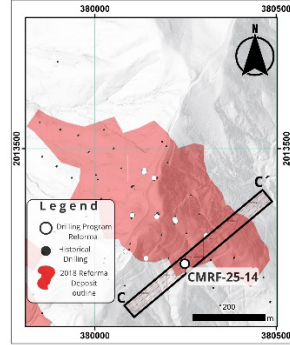 380000
380500
N
2013500
2013500
C´
Legend
Drilling Program
Reforma
Historical
Drilling
2018 Reforma
Deposit
outline
CMRF-25-14
C
200
m
380000
380500